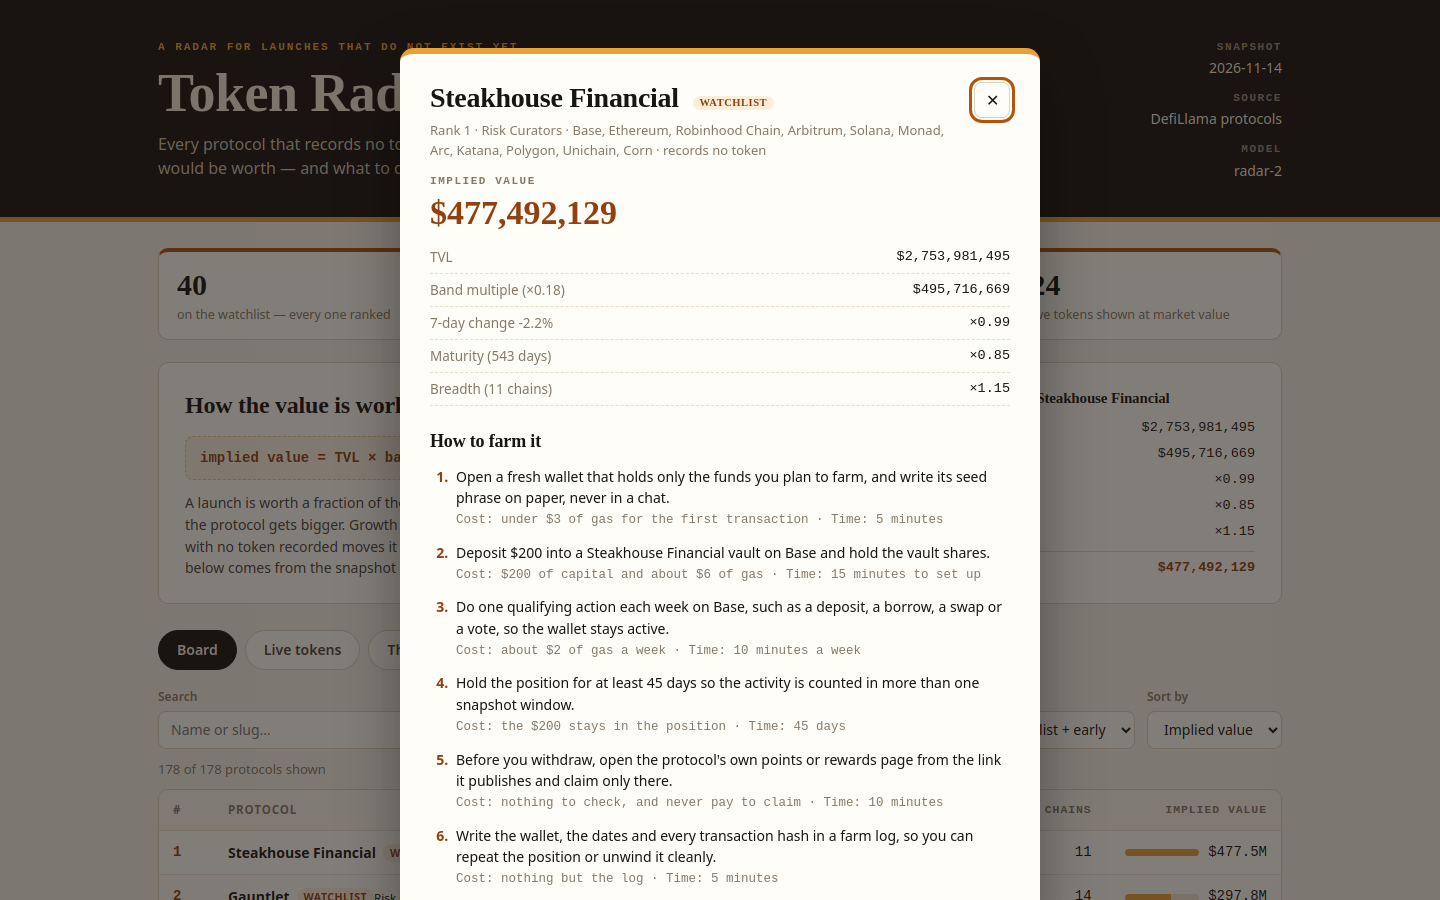 A RADAR FOR LAUNCHES THAT DO NOT EXIST YET
Token Rad
Every protocol that records no to
would be worth — and what to
SNAPSHOT
2026-11-14
SOURCE
DefiLlama protocols
MODEL
radar-2
40
on the watchlist — every one ranked
24
ve tokens shown at market value
How the value is worl
implied value = TVL × ba
A launch is worth a fraction of the
the protocol gets bigger. Growth
with no token recorded moves it
below comes from the snapshot
Steakhouse Financial
$2,753,981,495
$495,716,669
×0.99
×0.85
×1.15
$477,492,129
Board
Live tokens
Th
Search
Name or slug...
list + early
Sort by
Implied value
178 of 178 protocols shown
# PROTOCOL CHAINS IMPLIED VALUE
1 Steakhouse Financial W 11 $477.5M
2 Gauntlet WATCHLIST Risk 14 $297.8M
Steakhouse Financial WATCHLIST
×
Rank 1 · Risk Curators · Base, Ethereum, Robinhood Chain, Arbitrum, Solana, Monad,
Arc, Katana, Polygon, Unichain, Corn · records no token
IMPLIED VALUE
$477,492,129
TVL $2,753,981,495
Band multiple (×0.18) $495,716,669
7-day change -2.2% ×0.99
Maturity (543 days) ×0.85
Breadth (11 chains) ×1.15
How to farm it
1. Open a fresh wallet that holds only the funds you plan to farm, and write its seed
phrase on paper, never in a chat.
Cost: under $3 of gas for the first transaction · Time: 5 minutes
2. Deposit $200 into a Steakhouse Financial vault on Base and hold the vault shares.
Cost: $200 of capital and about $6 of gas · Time: 15 minutes to set up
3. Do one qualifying action each week on Base, such as a deposit, a borrow, a swap or
a vote, so the wallet stays active.
Cost: about $2 of gas a week · Time: 10 minutes a week
4. Hold the position for at least 45 days so the activity is counted in more than one
snapshot window.
Cost: the $200 stays in the position · Time: 45 days
5. Before you withdraw, open the protocol's own points or rewards page from the link
it publishes and claim only there.
Cost: nothing to check, and never pay to claim · Time: 10 minutes
6. Write the wallet, the dates and every transaction hash in a farm log, so you can
repeat the position or unwind it cleanly.
Cost: nothing but the log · Time: 5 minutes